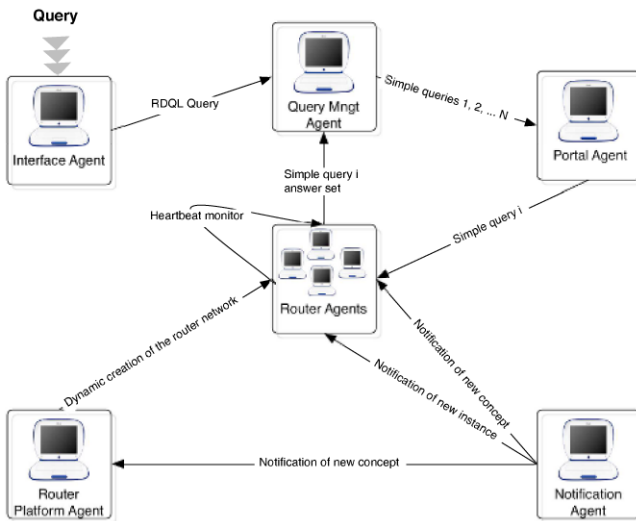 Query
Interface Agent
RDQL Query
Query Mngt
Agent
Simple queries 1, 2, ... N
Portal Agent
Simple query i
answer set
Simple query i
Heartbeat monitor
Router Agents
Dynamic creation of the router network
Notification of new concept
Notification of new instance
Router
Platform Agent
Notification of new concept
Notification
Agent